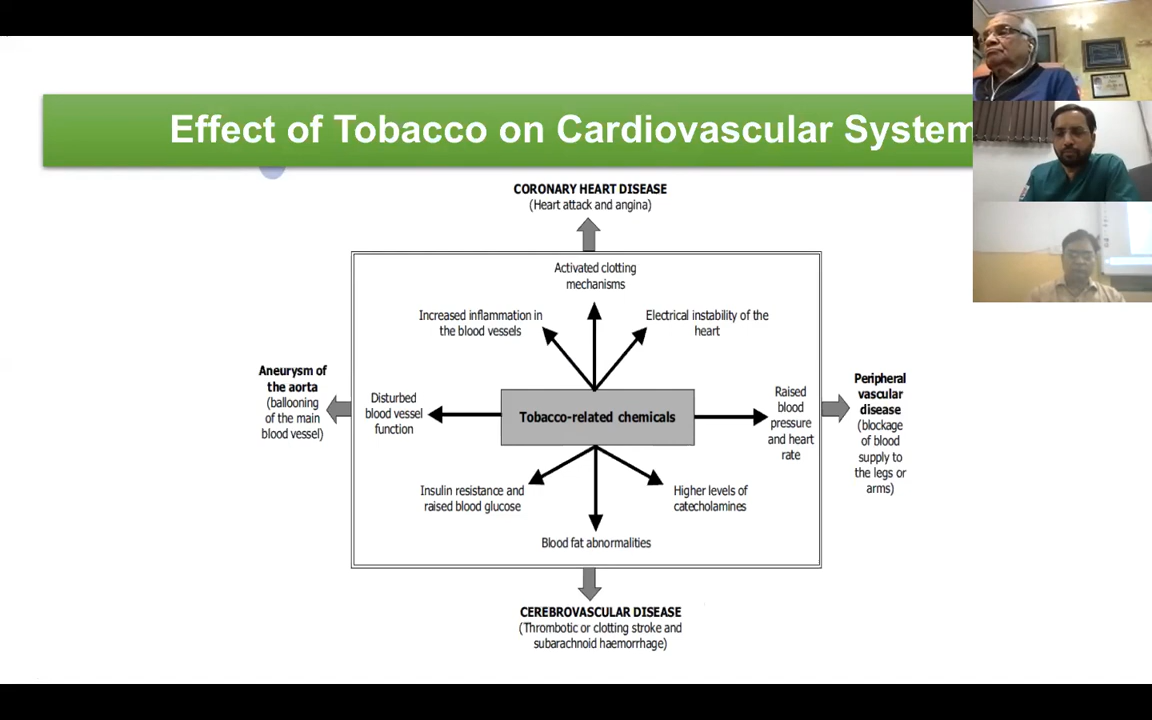 Effect of Tobacco on Cardiovascular System
CORONARY HEART DISEASE
(Heart attack and angina)
Activated clotting
mechanisms
Increased inflammation in
the blood vessels
Electrical instability of the
heart
Aneurysm of
the aorta
(ballooning
of the main
blood vessel)
Disturbed
blood vessel
function
Tobacco-related chemicals
Raised
blood
pressure
and heart
rate
Peripheral
vascular
disease
(blockage
of blood
supply to
the legs or
arms)
Insulin resistance and
raised blood glucose
Higher levels of
catecholamines
Blood fat abnormalities
CEREBROVASCULAR DISEASE
(Thrombotic or clotting stroke and
subarachnoid haemorrhage)